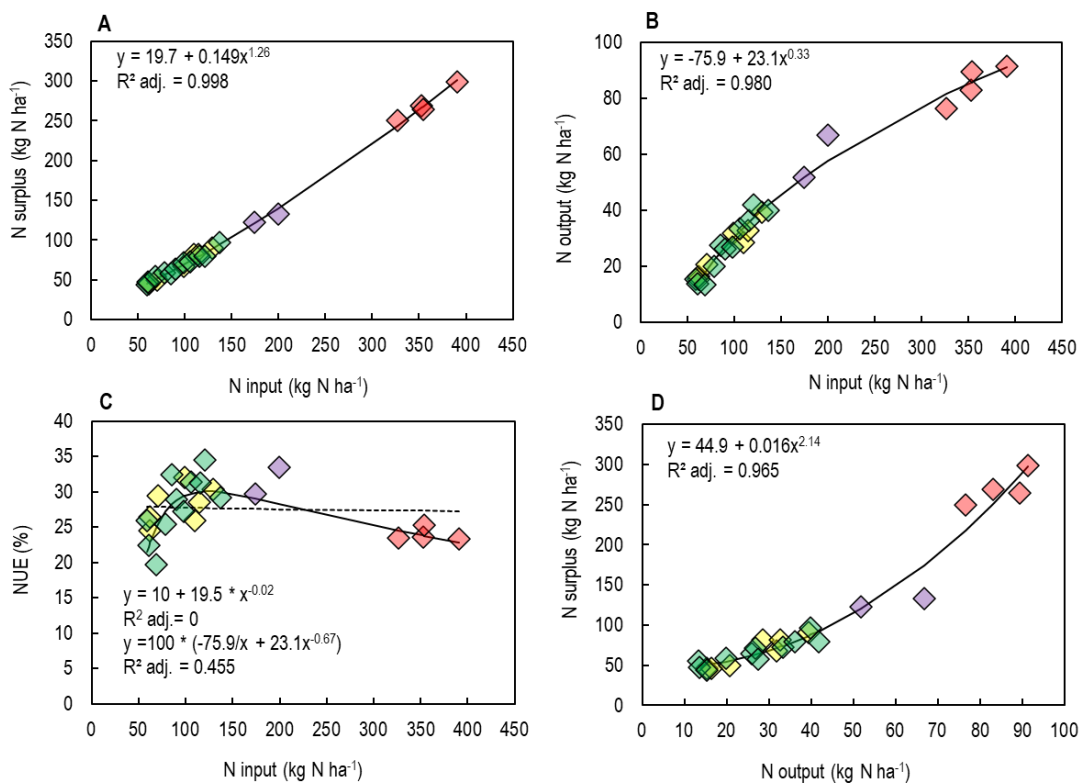 A
y = 19.7 + 0.149x^1.26
R² adj. = 0.998
N surplus (kg N ha⁻¹)
350
300
250
200
150
100
50
0
0 50 100 150 200 250 300 350 400 450
N input (kg N ha⁻¹)
B
y = -75.9 + 23.1x^0.33
R² adj. = 0.980
N output (kg N ha⁻¹)
100
80
60
40
20
0
0 50 100 150 200 250 300 350 400 450
N input (kg N ha⁻¹)
C
NUE (%)
40
35
30
25
20
15
10
5
0
y = 10 + 19.5 * x^-0.02
R² adj.= 0
y =100 * (-75.9/x + 23.1x^-0.67)
R² adj. = 0.455
0 50 100 150 200 250 300 350 400 450
N input (kg N ha⁻¹)
D
y = 44.9 + 0.016x^2.14
R² adj. = 0.965
N surplus (kg N ha⁻¹)
350
300
250
200
150
100
50
0
0 10 20 30 40 50 60 70 80 90 100
N output (kg N ha⁻¹)